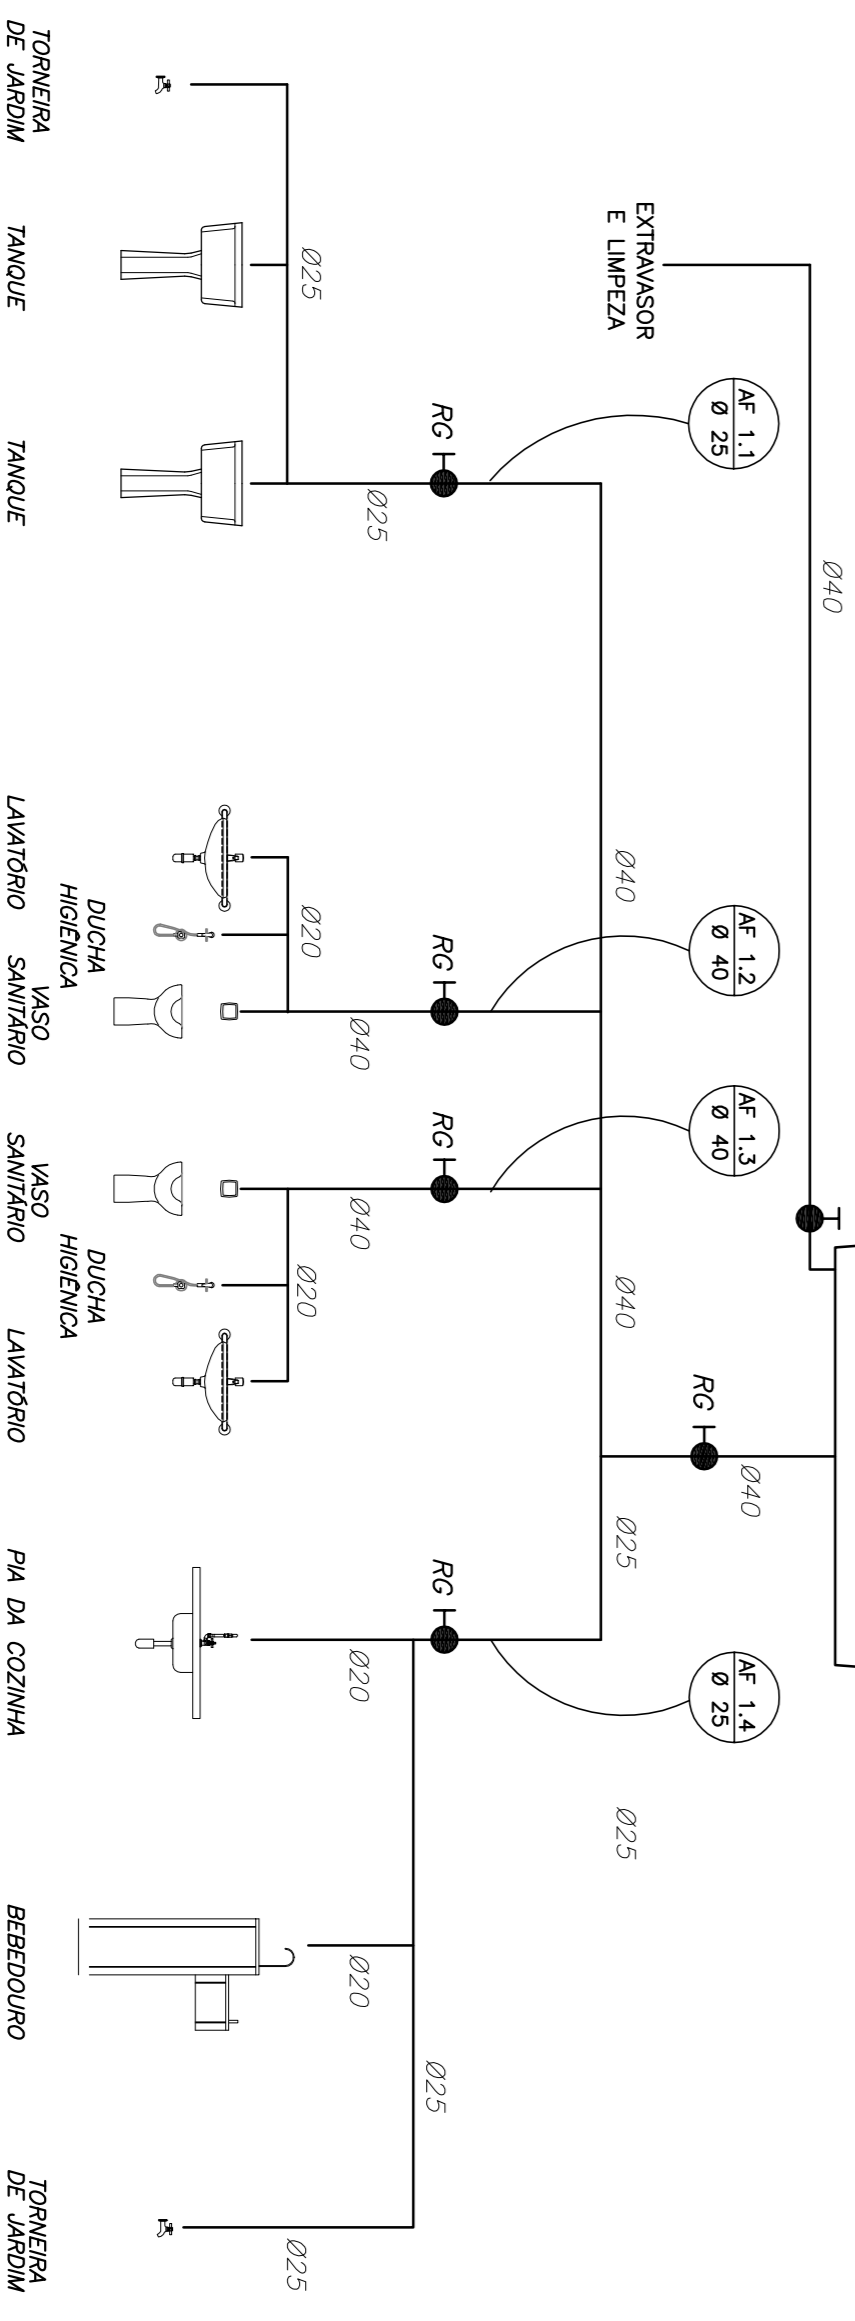 Ø40
EXTRAVASOR
E LIMPEZA
AF 1.1
Ø 25
AF 1.2
Ø 40
AF 1.3
Ø 40
RG
Ø40
AF 1.4
Ø 25
Ø40
Ø40
Ø25
Ø25
RG
RG
RG
RG
Ø25
Ø40
Ø40
Ø20
Ø20
Ø25
Ø25
Ø20
Ø20
Ø25
TORNEIRA
DE JARDIM
TANQUE
TANQUE
LAVATÓRIO
DUCHA
HIGIÊNICA
VASO
SANITÁRIO
VASO
SANITÁRIO
DUCHA
HIGIÊNICA
LAVATÓRIO
PIA DA COZINHA
BEBEDOURO
TORNEIRA
DE JARDIM